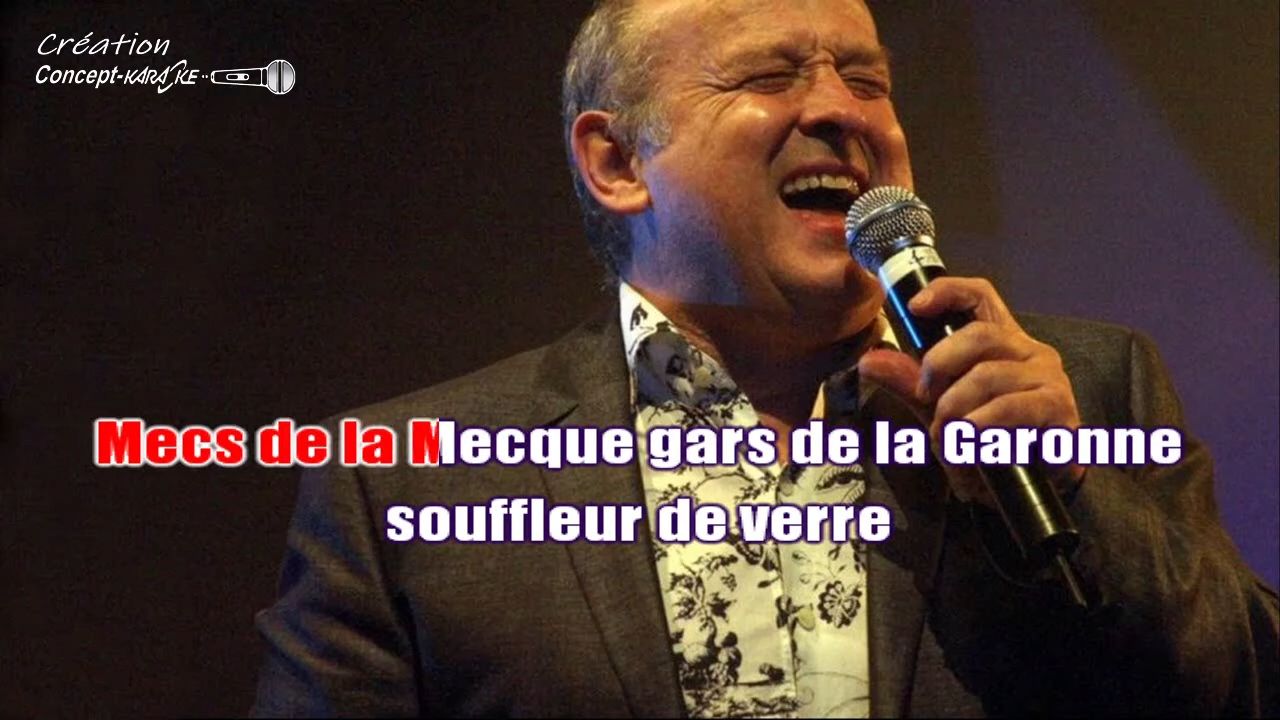 Création
Concept-KARAOKE
Mecs de la Mecque gars de la Garonne
souffleur de verre